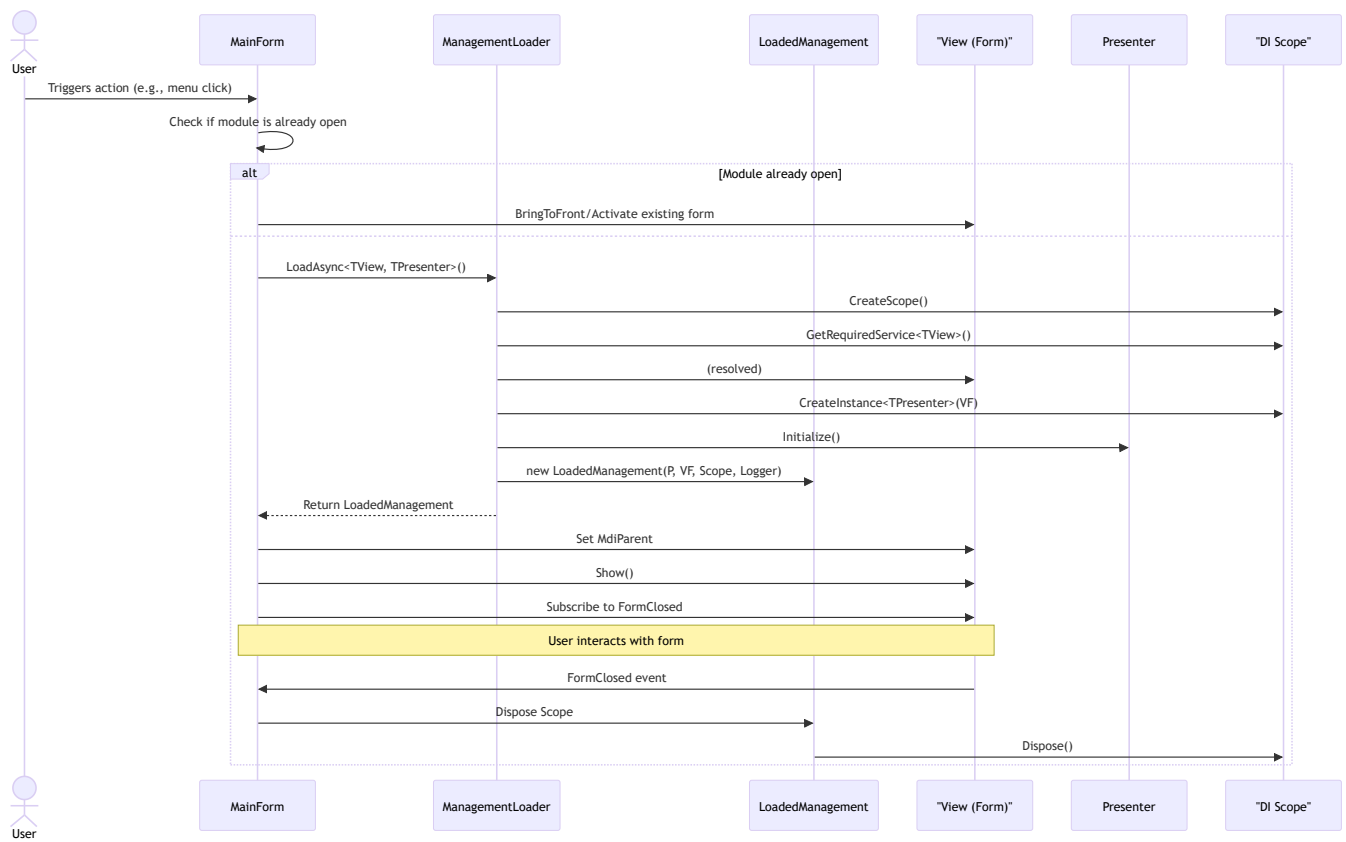 User
MainForm
ManagementLoader
LoadedManagement
"View (Form)"
Presenter
"DI Scope"
Triggers action (e.g., menu click)
Check if module is already open
alt
[Module already open]
BringToFront/Activate existing form
LoadAsync<TView, TPresenter>()
CreateScope()
GetRequiredService<TView>()
(resolved)
CreateInstance<TPresenter>(VF)
Initialize()
new LoadedManagement(P, VF, Scope, Logger)
Return LoadedManagement
Set MdiParent
Show()
Subscribe to FormClosed
User interacts with form
FormClosed event
Dispose Scope
Dispose()
User
MainForm
ManagementLoader
LoadedManagement
"View (Form)"
Presenter
"DI Scope"